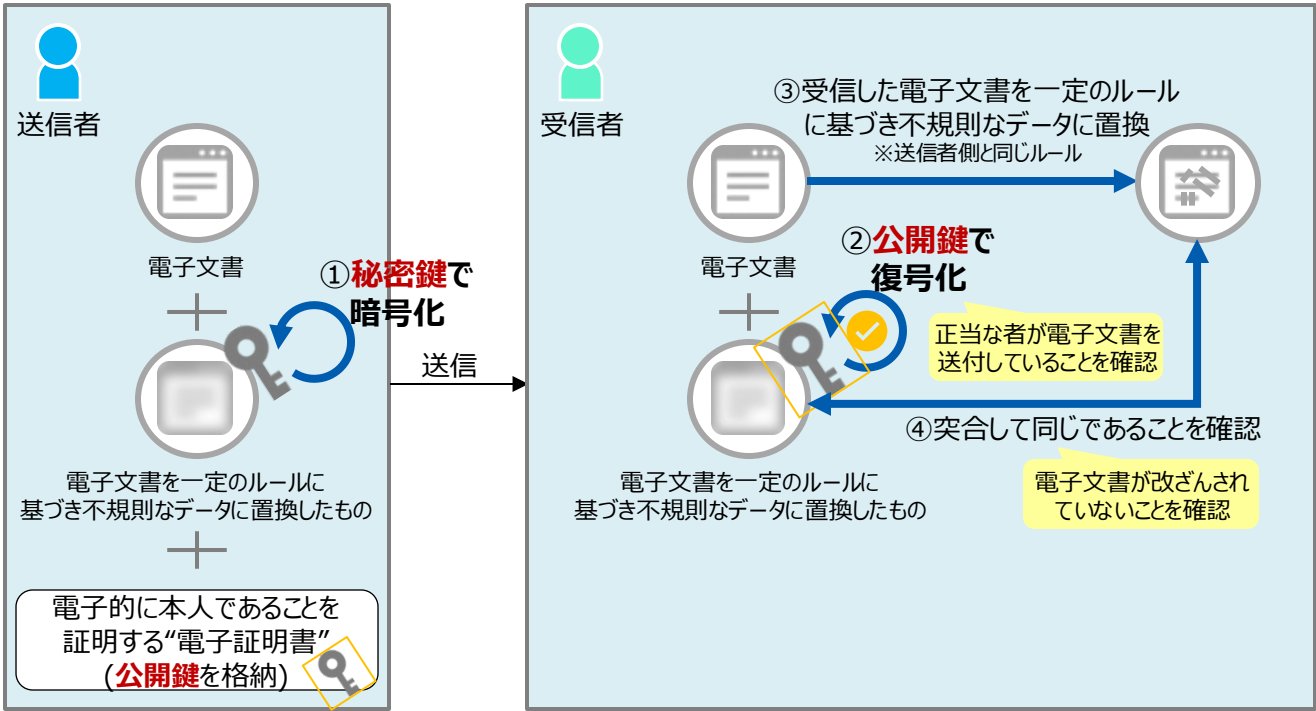 送信者
電子文書
①秘密鍵で
暗号化
電子文書を一定のルールに
基づき不規則なデータに置換したもの
電子的に本人であることを
証明する“電子証明書”
(公開鍵を格納)
送信
受信者
③受信した電子文書を一定のルール
に基づき不規則なデータに置換
※送信者側と同じルール
電子文書
②公開鍵で
復号化
正当な者が電子文書を
送付していることを確認
④突合して同じであることを確認
電子文書が改ざんされ
ていないことを確認
電子文書を一定のルールに
基づき不規則なデータに置換したもの